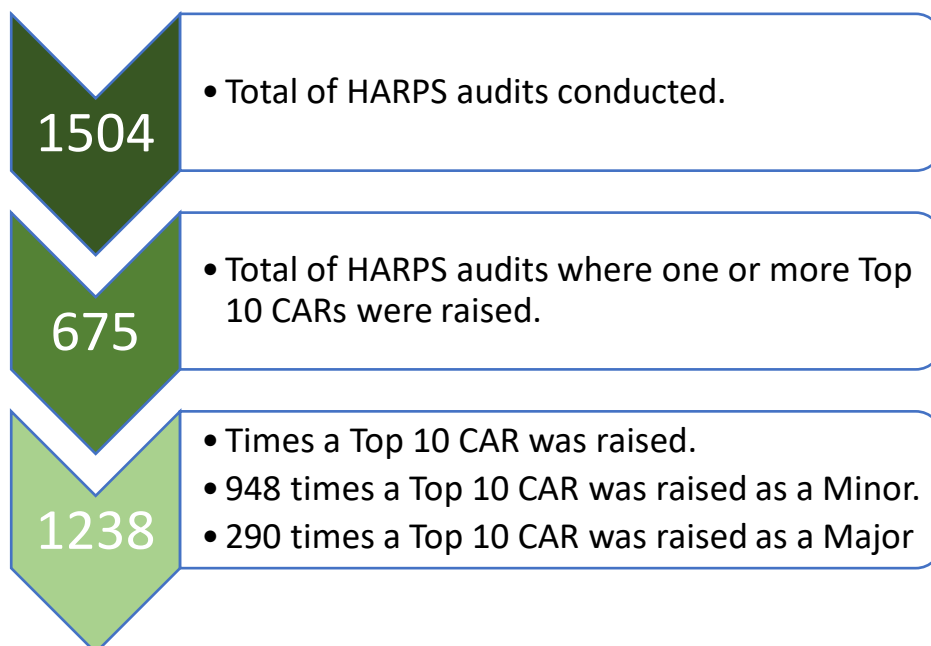 1504
• Total of HARPS audits conducted.
675
• Total of HARPS audits where one or more Top
10 CARs were raised.
1238
• Times a Top 10 CAR was raised.
• 948 times a Top 10 CAR was raised as a Minor.
• 290 times a Top 10 CAR was raised as a Major